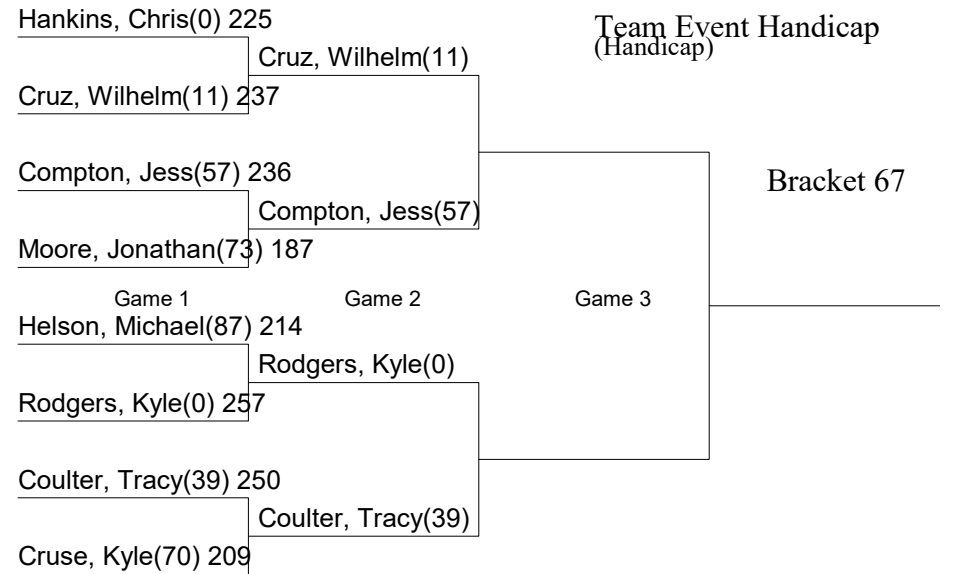 Hankins, Chris(0) 225
Team Event Handicap
(Handicap)
Cruz, Wilhelm(11)
Cruz, Wilhelm(11) 237
Compton, Jess(57) 236
Bracket 67
Compton, Jess(57)
Moore, Jonathan(73) 187
Game 1
Game 2
Game 3
Helson, Michael(87) 214
Rodgers, Kyle(0)
Rodgers, Kyle(0) 257
Coulter, Tracy(39) 250
Coulter, Tracy(39)
Cruse, Kyle(70) 209